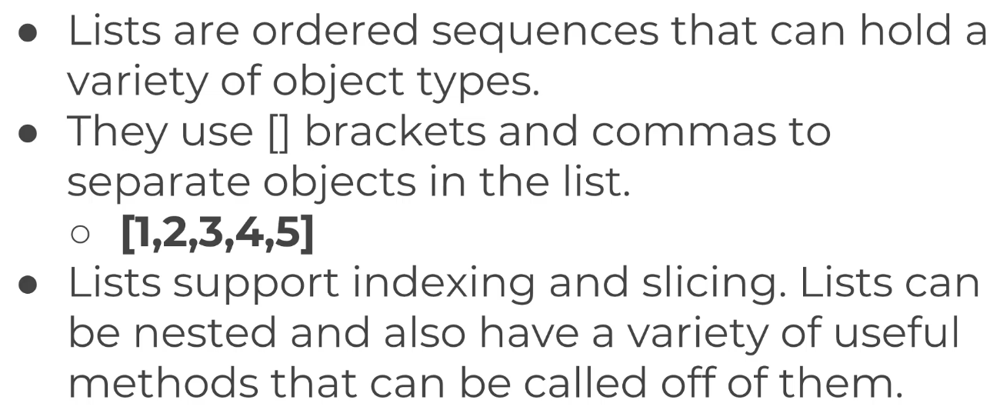 ● Lists are ordered sequences that can hold a
variety of object types.
● They use [] brackets and commas to
separate objects in the list.
○ [1,2,3,4,5]
● Lists support indexing and slicing. Lists can
be nested and also have a variety of useful
methods that can be called off of them.